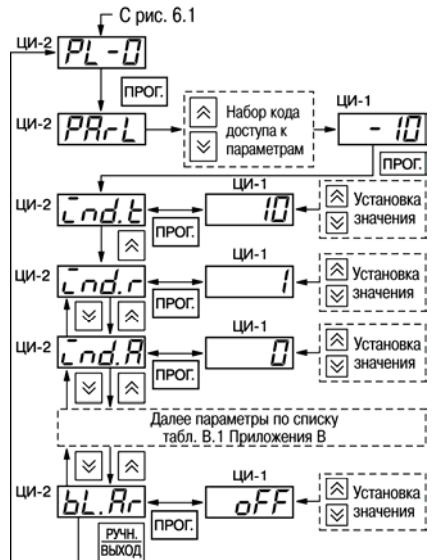 С рис. 6.1
ЦИ-2 PL-0
ПРОГ.
ЦИ-2 PArL
Набор кода
доступа к
параметрам
ЦИ-1
- 10
ПРОГ.
ЦИ-2 ind.t
ПРОГ.
ЦИ-1
10
Установка
значения
ЦИ-2 ind.r
ПРОГ.
ЦИ-1
1
Установка
значения
ЦИ-2 ind.A
ПРОГ.
ЦИ-1
0
Установка
значения
Далее параметры по списку
табл. В.1 Приложения В
ЦИ-2 bL.Ar
ПРОГ.
ЦИ-1
oFF
Установка
значения
РУЧН.
ВЫХОД